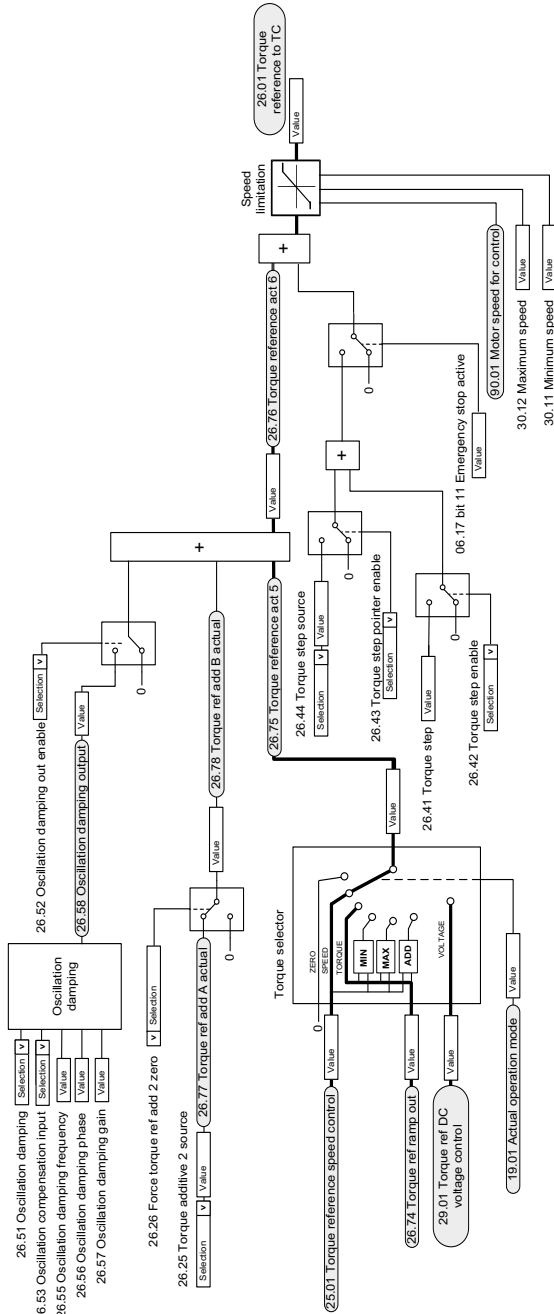 26.51 Oscillation damping
Selection v
6.53 Oscillation compensation input
Selection v
26.55 Oscillation damping frequency
Value
26.56 Oscillation damping phase
Value
26.57 Oscillation damping gain
Value
Oscillation
damping
26.52 Oscillation damping out enable
Selection v
26.58 Oscillation damping output
Value
0
26.26 Force torque ref add 2 zero
v Selection
26.25 Torque additive 2 source
Selection v Value
26.77 Torque ref add A actual
0
Value
26.78 Torque ref add B actual
+
25.01 Torque reference speed control
Value
26.74 Torque ref ramp out
Value
29.01 Torque ref DC
voltage control
Value
19.01 Actual operation mode
Value
Torque selector
0
ZERO
SPEED
TORQUE
MIN
MAX
ADD
VOLTAGE
Value
26.75 Torque reference act 5
Value
26.76 Torque reference act 6
26.44 Torque step source
Selection v Value
0
26.43 Torque step pointer enable
Selection v
26.41 Torque step
Value
0
26.42 Torque step enable
Selection v
+
0
06.17 bit 11 Emergency stop active
Value
+
Speed
limitation
90.01 Motor speed for control
30.12 Maximum speed
Value
30.11 Minimum speed
Value
Value
26.01 Torque
reference to TC